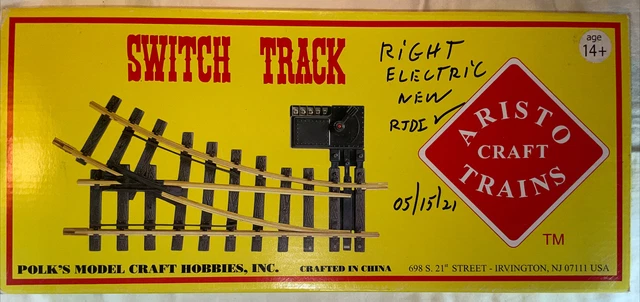 SWITCH TRACK
RIGHT
ELECTRIC
NEW
RJDI ✓
05/15/21
age
14+
ARISTO
CRAFT
TRAINS
TM
POLK'S MODEL CRAFT HOBBIES, INC. CRAFTED IN CHINA 698 S. 21st STREET - IRVINGTON, NJ 07111 USA